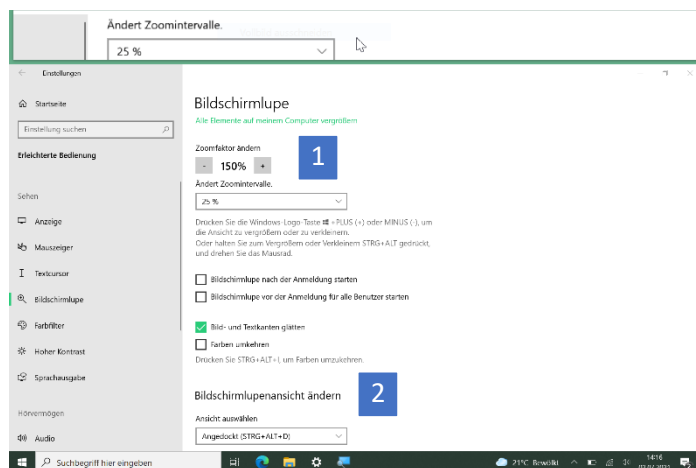 Ändert Zoomintervalle.
25 %
Einstellungen
Startseite
Einstellung suchen
Erleichterte Bedienung
Sehen
Anzeige
Mauszeiger
Textcursor
Bildschirmlupe
Farbfilter
Hoher Kontrast
Sprachausgabe
Hörvermögen
Audio
Bildschirmlupe
Alle Elemente auf meinem Computer vergrößern
Zoomfaktor ändern
1
- 150% +
Ändert Zoomintervalle.
25 %
Drücken Sie die Windows-Logo-Taste +PLUS (+) oder MINUS (-), um
die Ansicht zu vergrößern oder zu verkleinern.
Oder halten Sie zum Vergrößern oder Verkleinern STRG+ALT gedrückt,
und drehen Sie das Mausrad.
Bildschirmlupe nach der Anmeldung starten
Bildschirmlupe vor der Anmeldung für alle Benutzer starten
Bild- und Textkanten glätten
Farben umkehren
Drücken Sie STRG+ALT+I, um Farben umzukehren.
Bildschirmlupenansicht ändern
2
Ansicht auswählen
Angedockt (STRG+ALT+D)
Suchbegriff hier eingeben
21°C Bewölkt
14:16